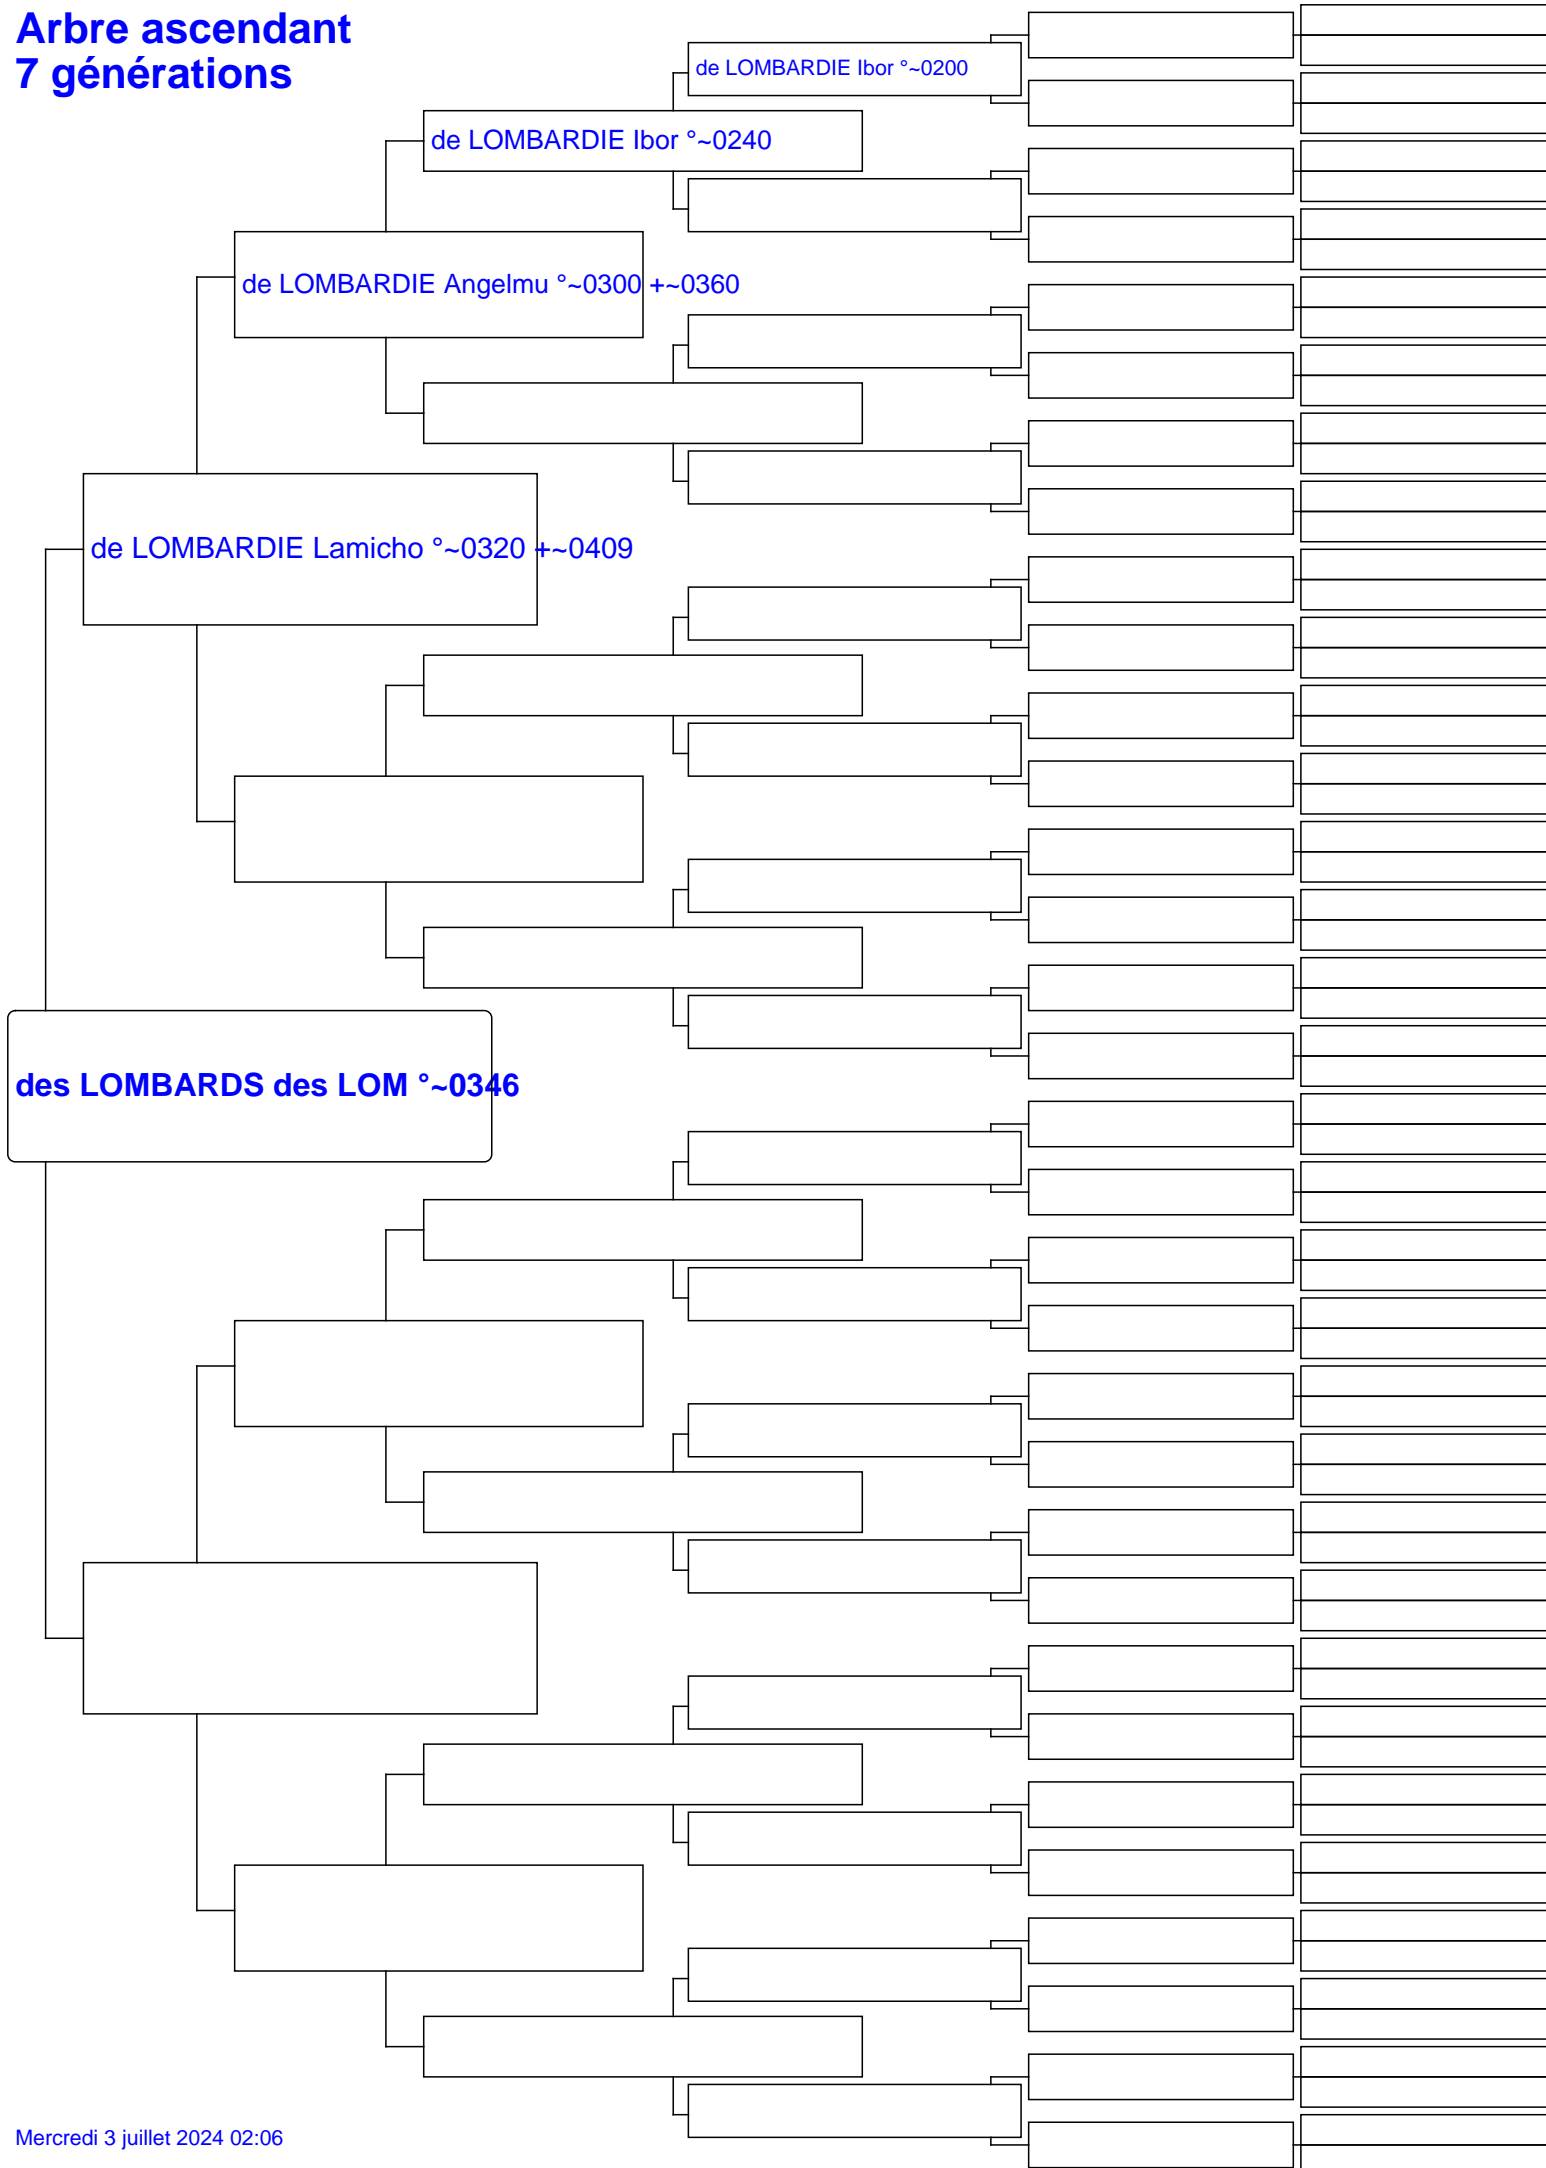 Arbre ascendant
7 générations
de LOMBARDIE Ibor °~0200
de LOMBARDIE Ibor °~0240
de LOMBARDIE Angelmu °~0300 +~0360
de LOMBARDIE Lamicho °~0320 +~0409
des LOMBARDS des LOM °~0346
Mercredi 3 juillet 2024 02:06